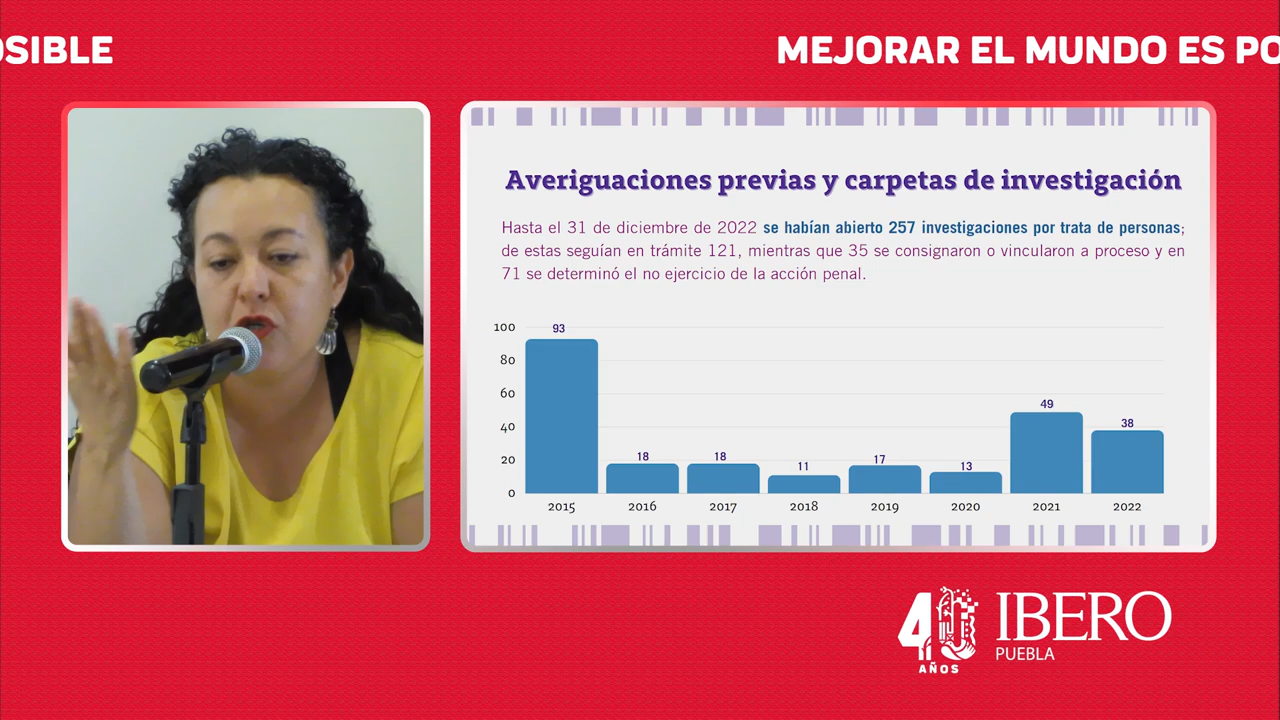 OSIBLE
MEJORAR EL MUNDO ES PO
Averiguaciones previas y carpetas de investigación
Hasta el 31 de diciembre de 2022 se habían abierto 257 investigaciones por trata de personas;
de estas seguían en trámite 121, mientras que 35 se consignaron o vincularon a proceso y en
71 se determinó el no ejercicio de la acción penal.
100
80
60
40
20
0
93
18
18
11
17
13
49
38
2015
2016
2017
2018
2019
2020
2021
2022
40
AÑOS
IBERO
PUEBLA